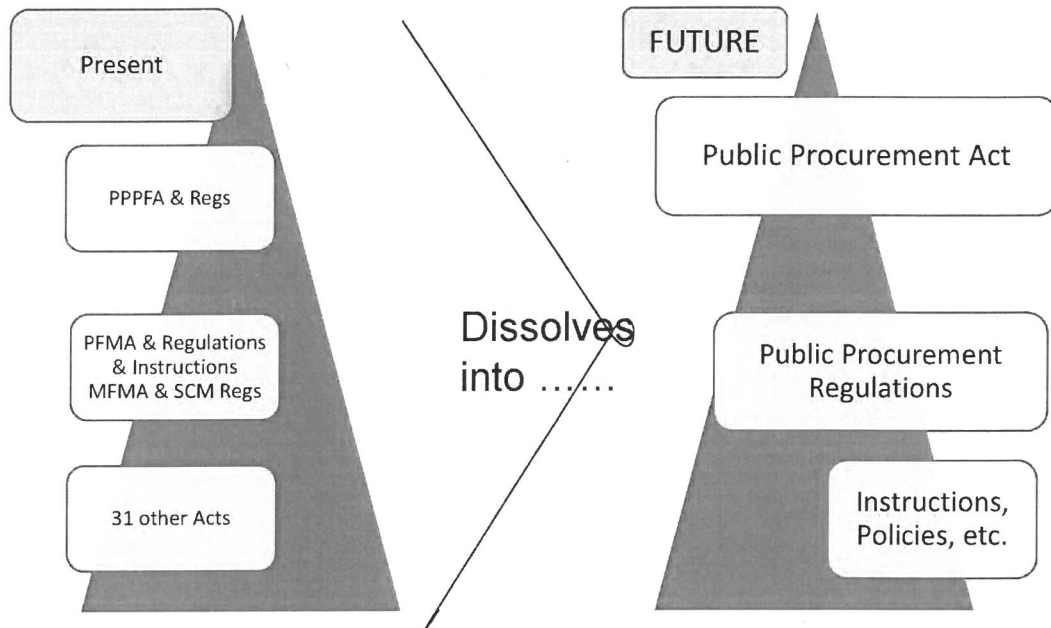 Present
PPPFA & Regs
PFMA & Regulations
& Instructions
MFMA & SCM Regs
31 other Acts
Dissolves
into ......
FUTURE
Public Procurement Act
Public Procurement
Regulations
Instructions,
Policies, etc.